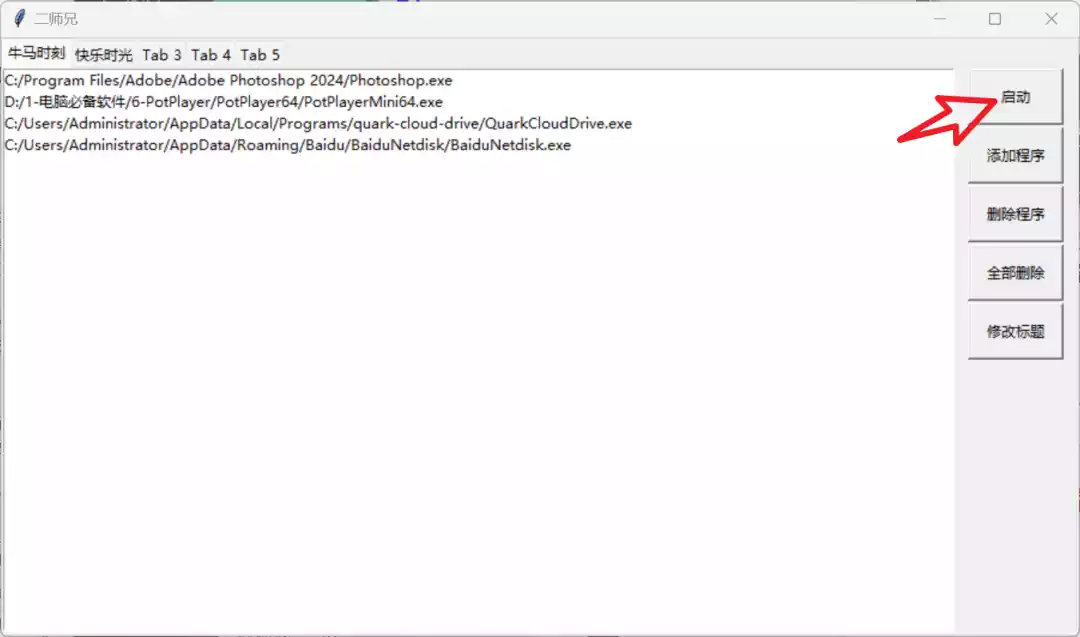 二师兄
牛马时刻 快乐时光 Tab 3 Tab 4 Tab 5
C:/Program Files/Adobe/Adobe Photoshop 2024/Photoshop.exe
D:/1-电脑必备软件/6-PotPlayer/PotPlayer64/PotPlayerMini64.exe
C:/Users/Administrator/AppData/Local/Programs/quark-cloud-drive/QuarkCloudDrive.exe
C:/Users/Administrator/AppData/Roaming/Baidu/BaiduNetdisk/BaiduNetdisk.exe
启动
添加程序
删除程序
全部删除
修改标题